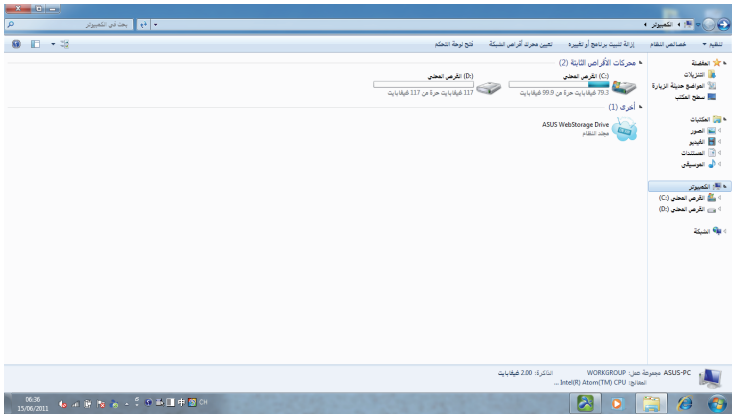 الكمبيوتر
بحث في الكمبيوتر
تنظيم
خصائص النظام
إزالة تثبيت برنامج أو تغييره
تعيين محرك أقراص الشبكة
فتح لوحة التحكم
المفضلة
التنزيلات
المواضع حديثة الزيارة
سطح المكتب
المكتبات
الصور
الفيديو
المستندات
الموسيقى
الكمبيوتر
القرص المحلي (C:)
القرص المحلي (D:)
الشبكة
محركات الأقراص الثابتة (2)
القرص المحلي (C:)
79.3 غيغابايت حرة من 99.9 غيغابايت
القرص المحلي (D:)
117 غيغابايت حرة من 117 غيغابايت
أخرى (1)
ASUS WebStorage Drive
مجلد النظام
ASUS-PC مجموعة عمل: WORKGROUP الذاكرة: 2.00 غيغابايت
المعالج: Intel(R) Atom(TM) CPU ...
CH
中
06:36
15/06/2011